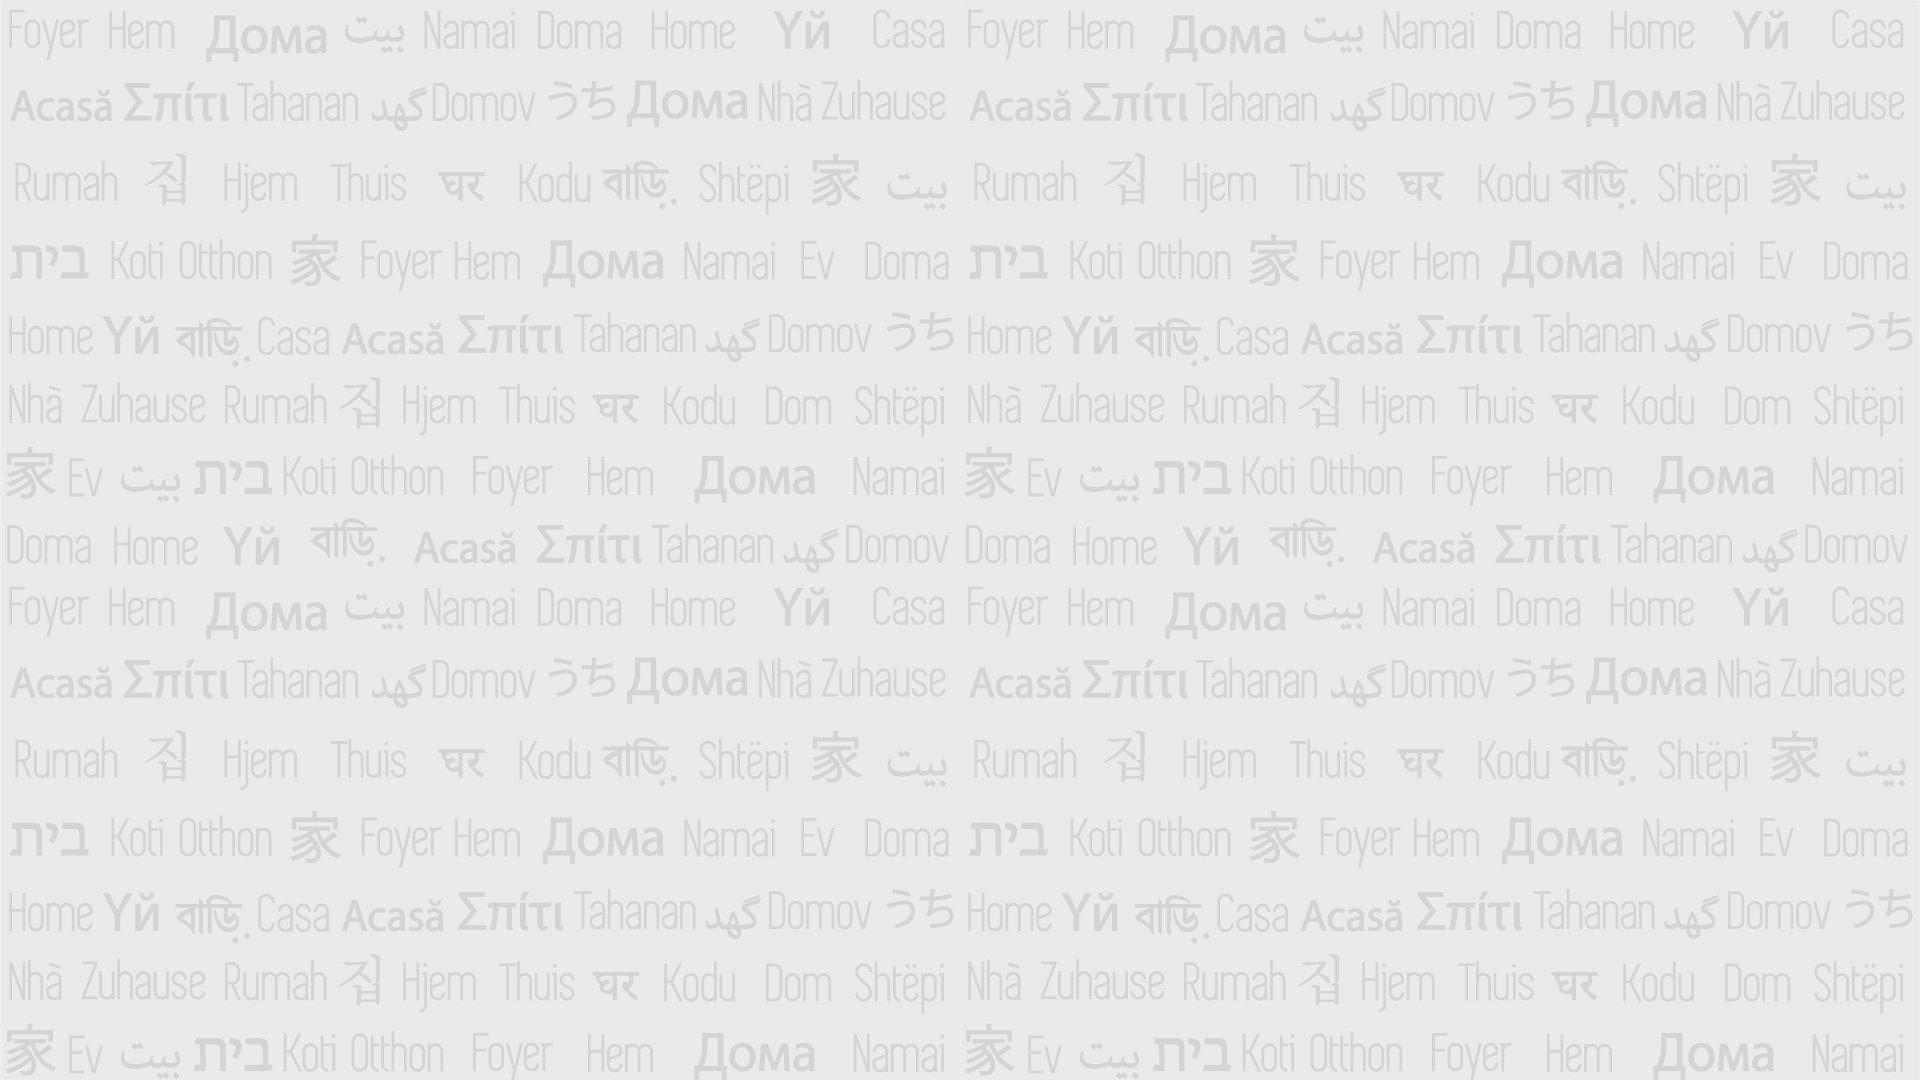 Foyer Hem Дома بيت Namai Doma Home Үй Casa Foyer Hem Дома بيت Namai Doma Home Үй Casa
Acasă Σπίτι Tahanan گهد Domov うち Дома Nhà Zuhause Acasă Σπίτι Tahanan گهد Domov うち Дома Nhà Zuhause
Rumah 집 Hjem Thuis घर Kodu বাড়ি. Shtëpi 家 بيت Rumah 집 Hjem Thuis घर Kodu বাড়ি. Shtëpi 家 بيت
בית Koti Otthon 家 Foyer Hem Дома Namai Ev Doma בית Koti Otthon 家 Foyer Hem Дома Namai Ev Doma
Home Үй বাড়ি. Casa Acasă Σπίτι Tahanan گهد Domov うち Home Үй বাড়ি. Casa Acasă Σπίτι Tahanan گهد Domov うち
Nhà Zuhause Rumah 집 Hjem Thuis घर Kodu Dom Shtëpi Nhà Zuhause Rumah 집 Hjem Thuis घर Kodu Dom Shtëpi
家 Ev بيت בית Koti Otthon Foyer Hem Дома Namai 家 Ev بيت בית Koti Otthon Foyer Hem Дома Namai
Doma Home Үй বাড়ি. Acasă Σπίτι Tahanan گهد Domov Doma Home Үй বাড়ি. Acasă Σπίτι Tahanan گهد Domov
Foyer Hem Дома بيت Namai Doma Home Үй Casa Foyer Hem Дома بيت Namai Doma Home Үй Casa
Acasă Σπίτι Tahanan گهد Domov うち Дома Nhà Zuhause Acasă Σπίτι Tahanan گهد Domov うち Дома Nhà Zuhause
Rumah 집 Hjem Thuis घर Kodu বাড়ি. Shtëpi 家 بيت Rumah 집 Hjem Thuis घर Kodu বাড়ি. Shtëpi 家 بيت
בית Koti Otthon 家 Foyer Hem Дома Namai Ev Doma בית Koti Otthon 家 Foyer Hem Дома Namai Ev Doma
Home Үй বাড়ি. Casa Acasă Σπίτι Tahanan گهد Domov うち Home Үй বাড়ি. Casa Acasă Σπίτι Tahanan گهد Domov うち
Nhà Zuhause Rumah 집 Hjem Thuis घर Kodu Dom Shtëpi Nhà Zuhause Rumah 집 Hjem Thuis घर Kodu Dom Shtëpi
家 Ev بيت בית Koti Otthon Foyer Hem Дома Namai 家 Ev بيت בית Koti Otthon Foyer Hem Дома Namai